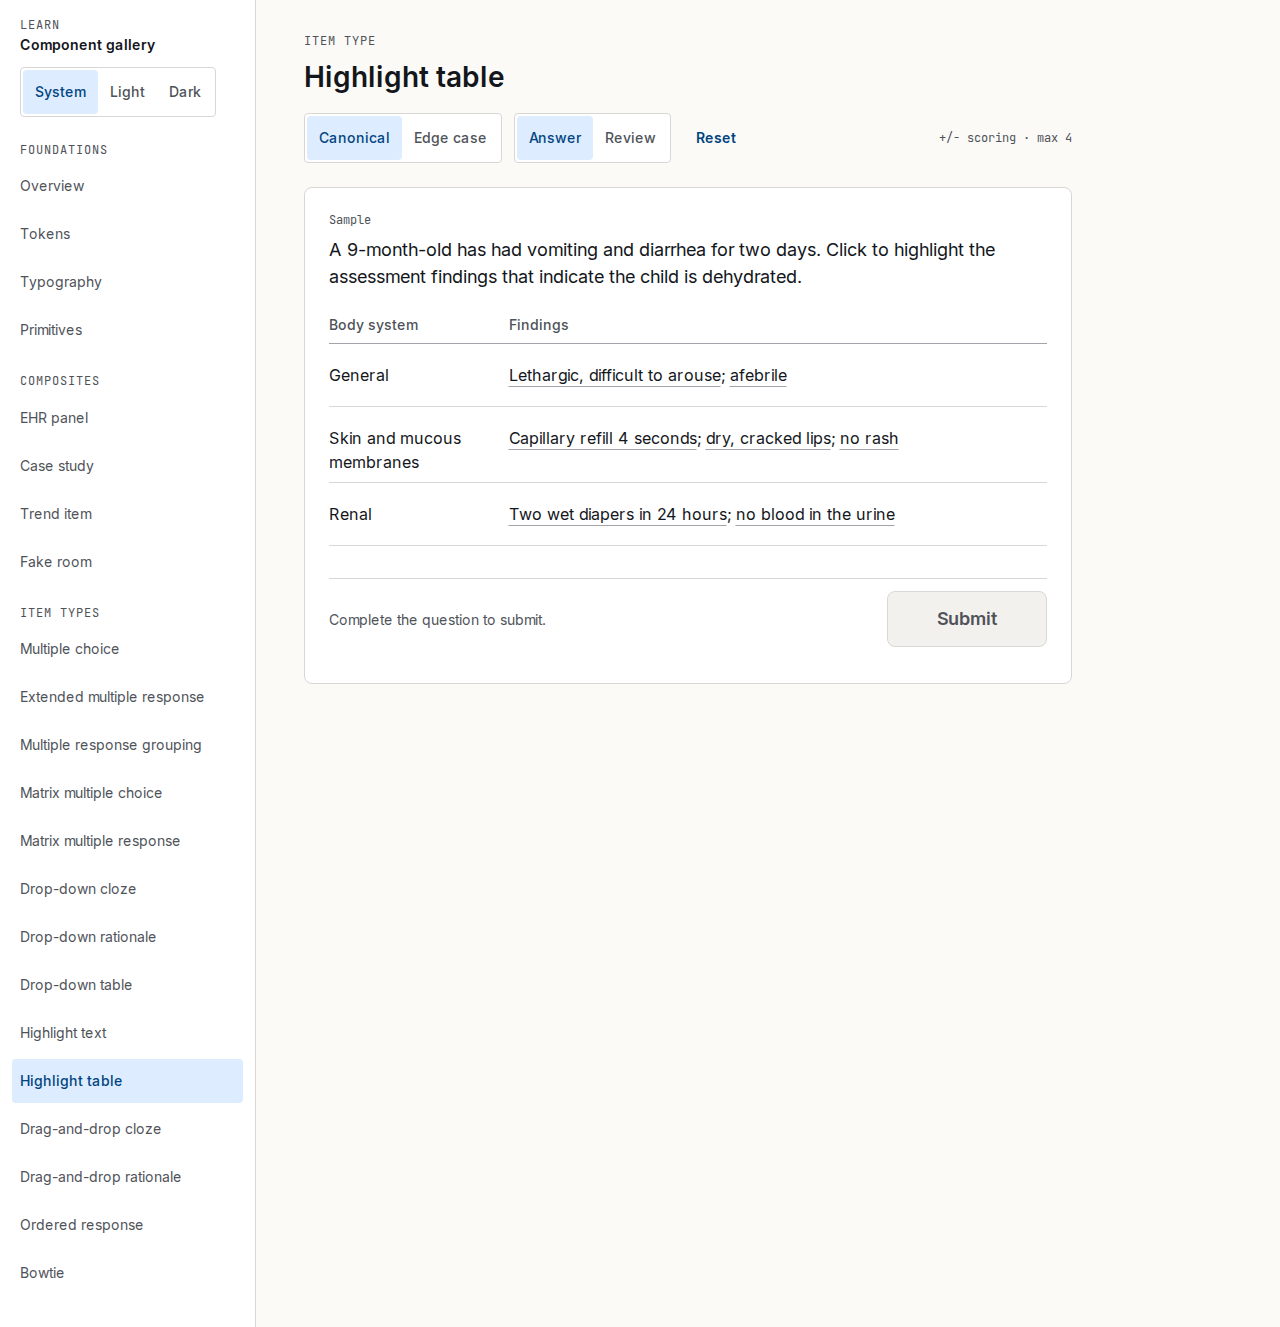 LEARN
Component gallery
System Light Dark
FOUNDATIONS
Overview
Tokens
Typography
Primitives
COMPOSITES
EHR panel
Case study
Trend item
Fake room
ITEM TYPES
Multiple choice
Extended multiple response
Multiple response grouping
Matrix multiple choice
Matrix multiple response
Drop-down cloze
Drop-down rationale
Drop-down table
Highlight text
Highlight table
Drag-and-drop cloze
Drag-and-drop rationale
Ordered response
Bowtie
ITEM TYPE
Highlight table
Canonical Edge case Answer Review Reset +/- scoring · max 4
Sample
A 9-month-old has had vomiting and diarrhea for two days. Click to highlight the
assessment findings that indicate the child is dehydrated.
Body system Findings
General Lethargic, difficult to arouse; afebrile
Skin and mucous Capillary refill 4 seconds; dry, cracked lips; no rash
membranes
Renal Two wet diapers in 24 hours; no blood in the urine
Complete the question to submit. Submit